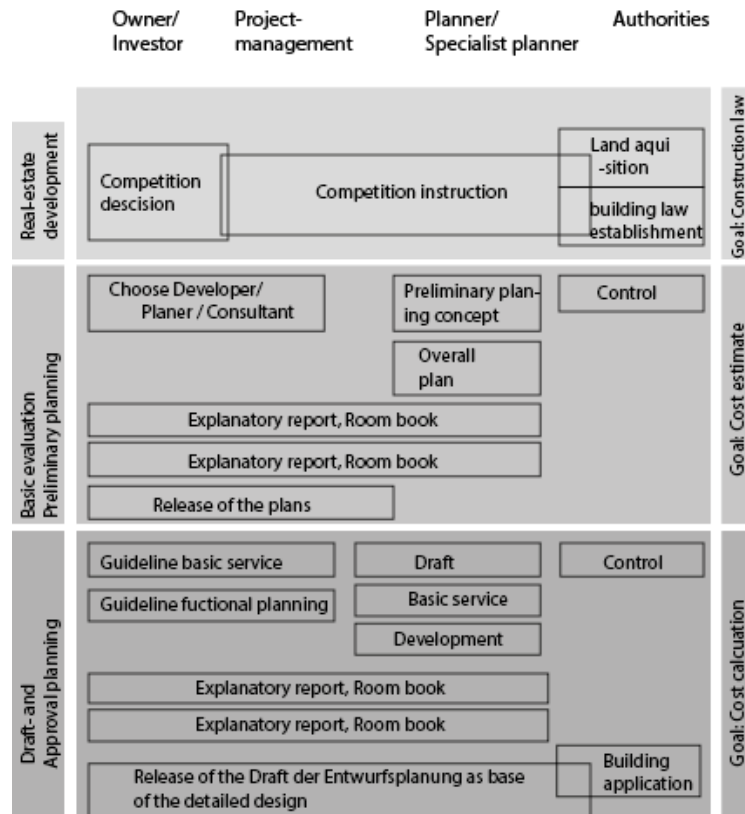 Owner/
Investor
Project-
management
Planner/
Specialist planner
Authorities
Real-estate
development
Competition
descision
Competition instruction
Land aqui
-sition
building law
establishment
Goal: Construction law
Basic evaluation
Preliminary planning
Choose Developer/
Planer / Consultant
Preliminary plan-
ing concept
Control
Overall
plan
Explanatory report, Room book
Explanatory report, Room book
Release of the plans
Goal: Cost estimate
Draft- and
Approval planning
Guideline basic service
Draft
Control
Guideline fuctional planning
Basic service
Development
Explanatory report, Room book
Explanatory report, Room book
Release of the Draft der Entwurfsplanung as base
of the detailed design
Building
application
Goal: Cost calcuation